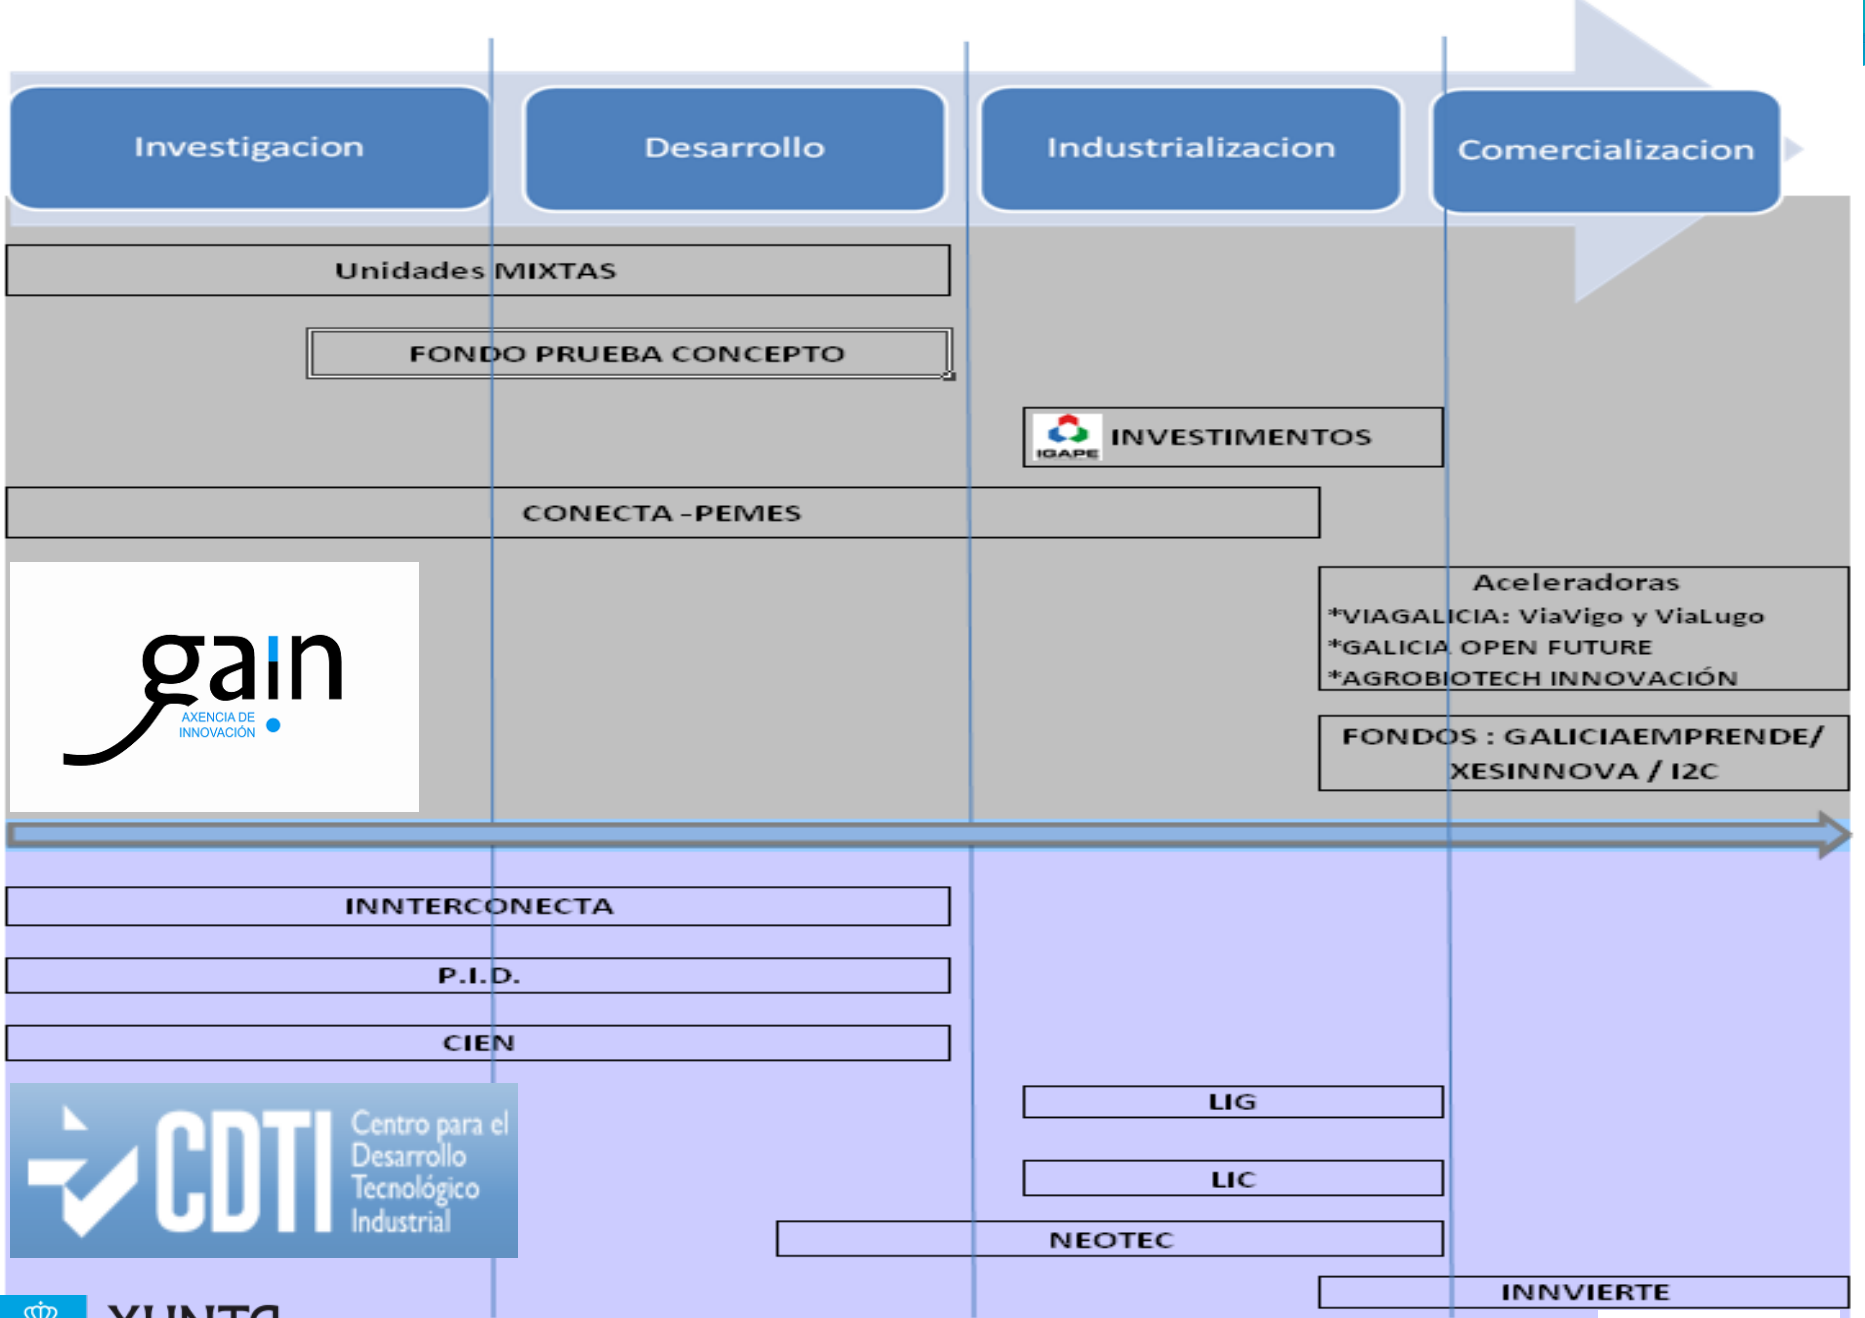 Investigacion
Desarrollo
Industrializacion
Comercializacion
Unidades MIXTAS
FONDO PRUEBA CONCEPTO
IGAPE
INVESTIMENTOS
CONECTA -PEMES
gain
AXENCIA DE
INNOVACIÓN
Aceleradoras
*VIAGALICIA: ViaVigo y ViaLugo
*GALICIA OPEN FUTURE
*AGROBIOTECH INNOVACIÓN
FONDOS : GALICIAEMPRENDE/
XESINNOVA / I2C
INNTERCONECTA
P.I.D.
CIEN
CDTI
Centro para el
Desarrollo
Tecnológico
Industrial
LIG
LIC
NEOTEC
INNVIERTE